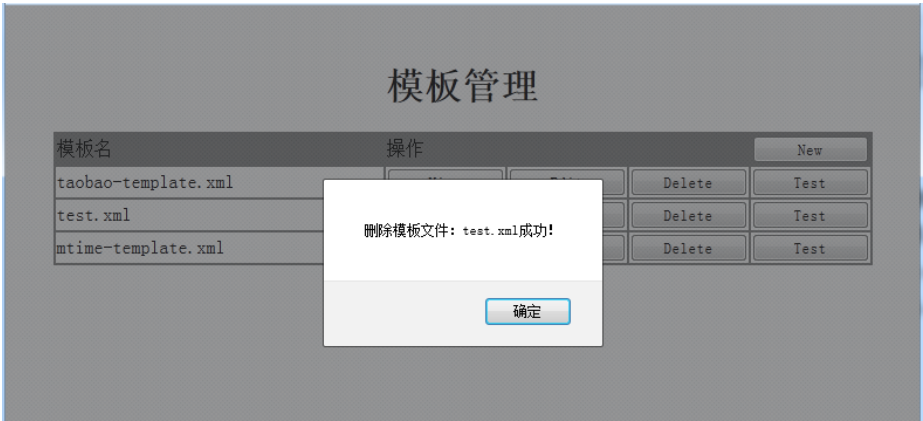 模板管理
模板名 操作 New
taobao-template.xml Delete Test
test.xml Delete Test
mtime-template.xml Delete Test
删除模板文件: test.xml成功!
确定